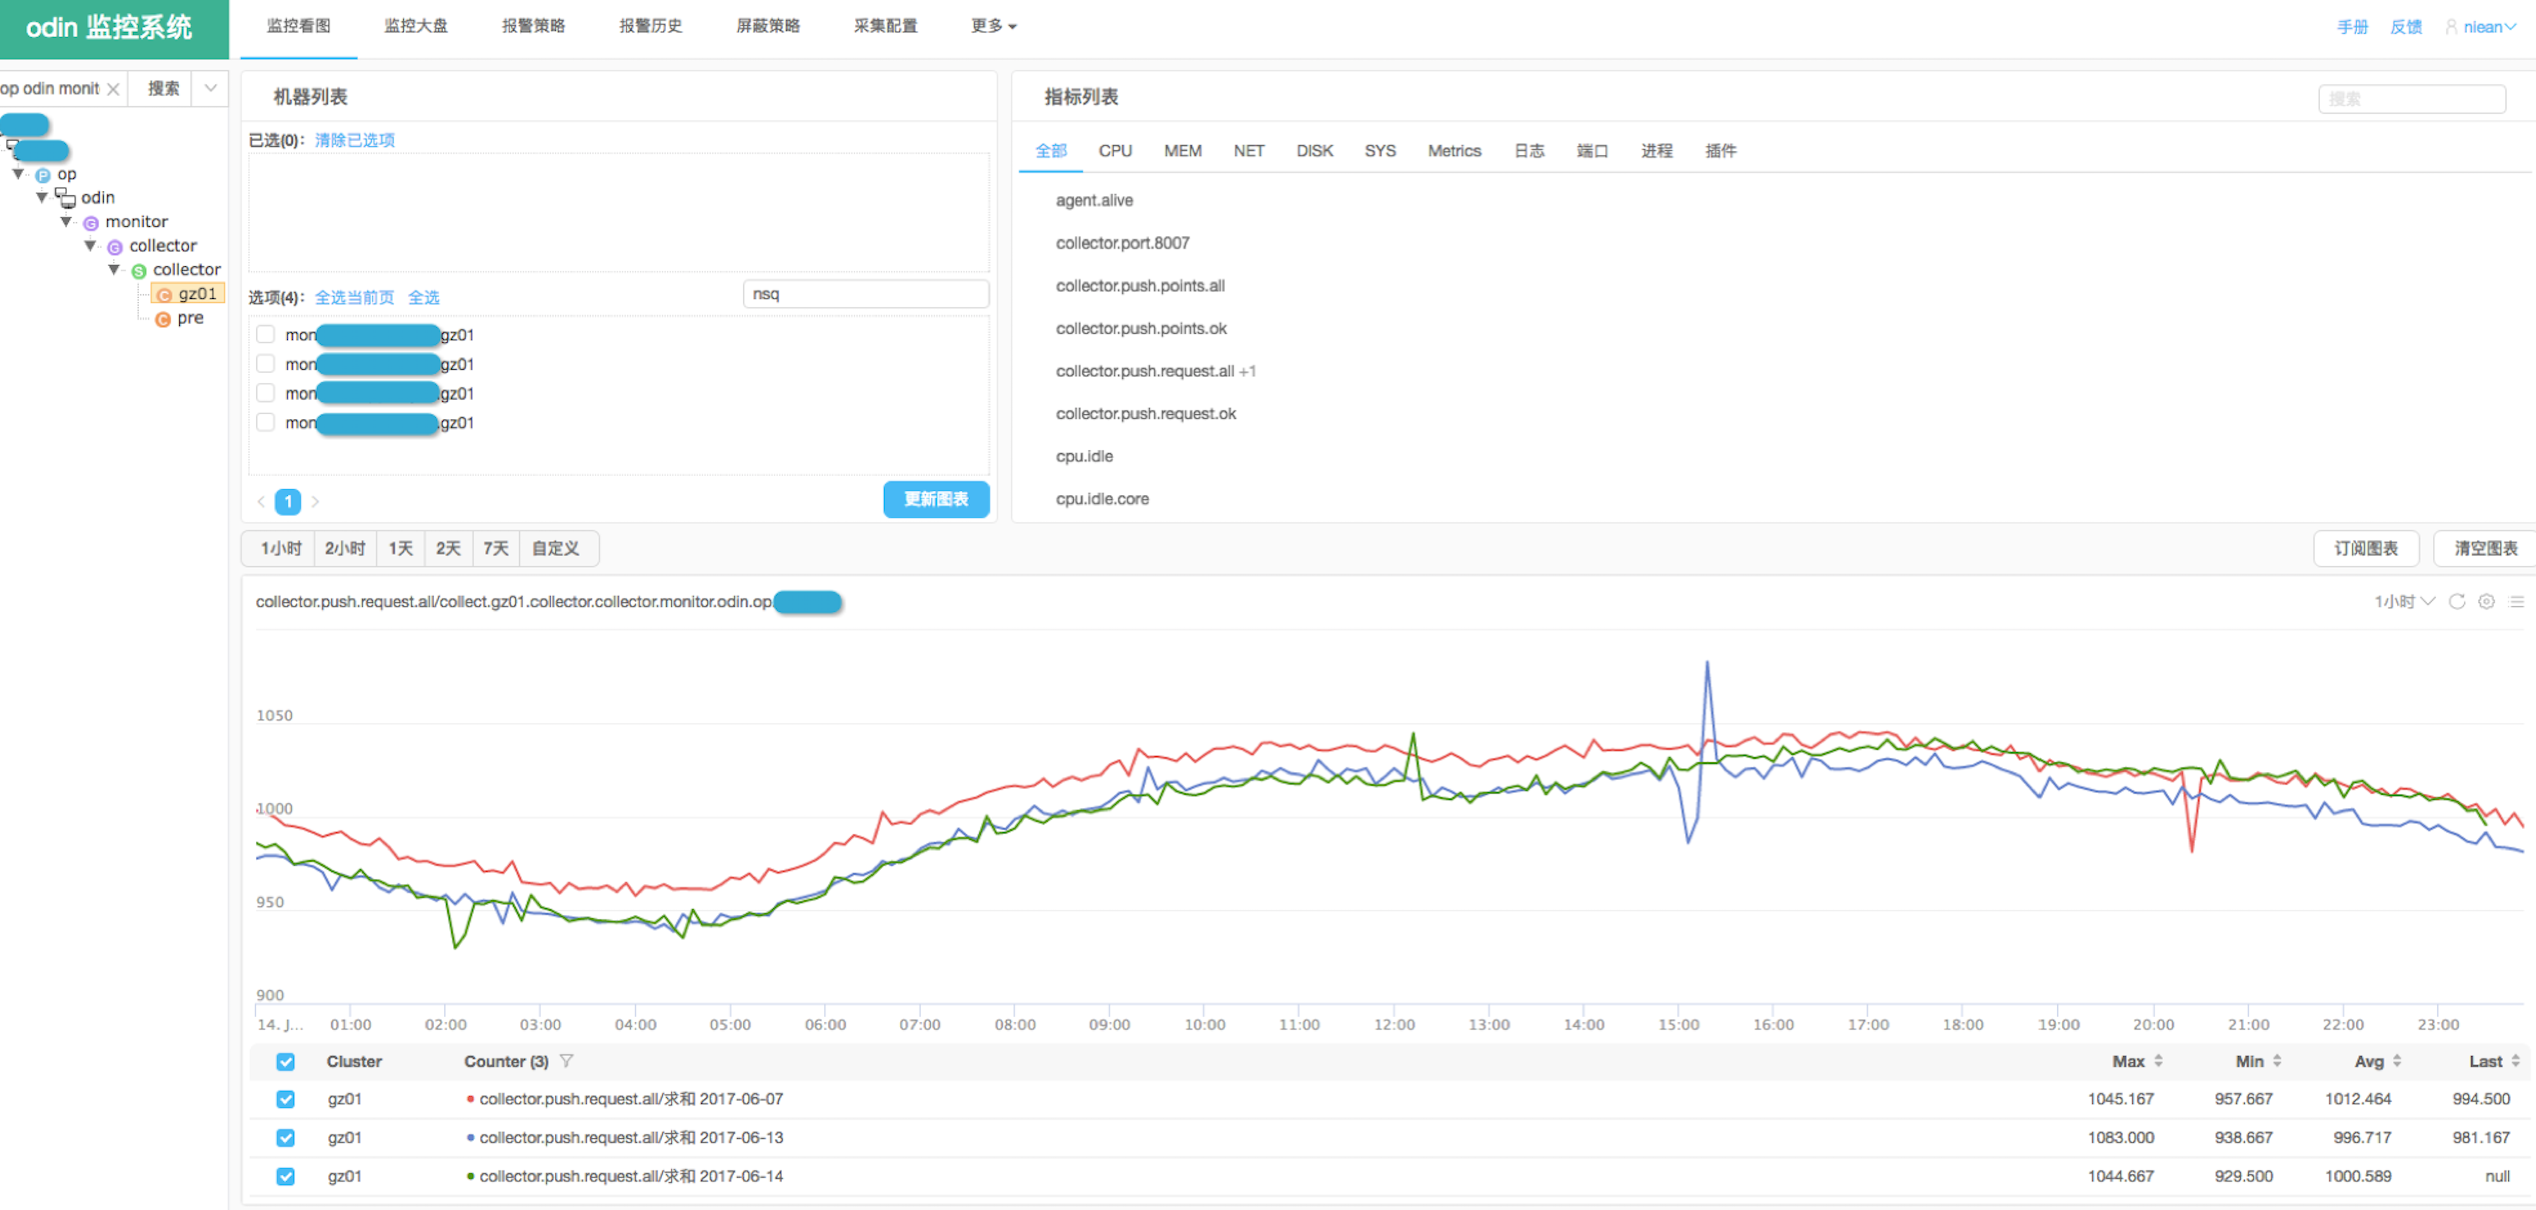 odin 监控系统
监控看图 监控大盘 报警策略 报警历史 屏蔽策略 采集配置 更多
手册 反馈 niean
op odin monit 搜索
op
odin
monitor
collector
collector
gz01
pre
机器列表
已选(0)： 清除已选项
选项(4)： 全选当前页 全选 nsq
mon gz01
mon gz01
mon .gz01
mon .gz01
1
更新图表
指标列表 搜索
全部 CPU MEM NET DISK SYS Metrics 日志 端口 进程 插件
agent.alive
collector.port.8007
collector.push.points.all
collector.push.points.ok
collector.push.request.all +1
collector.push.request.ok
cpu.idle
cpu.idle.core
1小时 2小时 1天 2天 7天 自定义 订阅图表 清空图表
collector.push.request.all/collect.gz01.collector.collector.monitor.odin.op. 1小时
1050
1000
950
900
14. J... 01:00 02:00 03:00 04:00 05:00 06:00 07:00 08:00 09:00 10:00 11:00 12:00 13:00 14:00 15:00 16:00 17:00 18:00 19:00 20:00 21:00 22:00 23:00
Cluster Counter (3) Max Min Avg Last
gz01 collector.push.request.all/求和 2017-06-07 1045.167 957.667 1012.464 994.500
gz01 collector.push.request.all/求和 2017-06-13 1083.000 938.667 996.717 981.167
gz01 collector.push.request.all/求和 2017-06-14 1044.667 929.500 1000.589 null